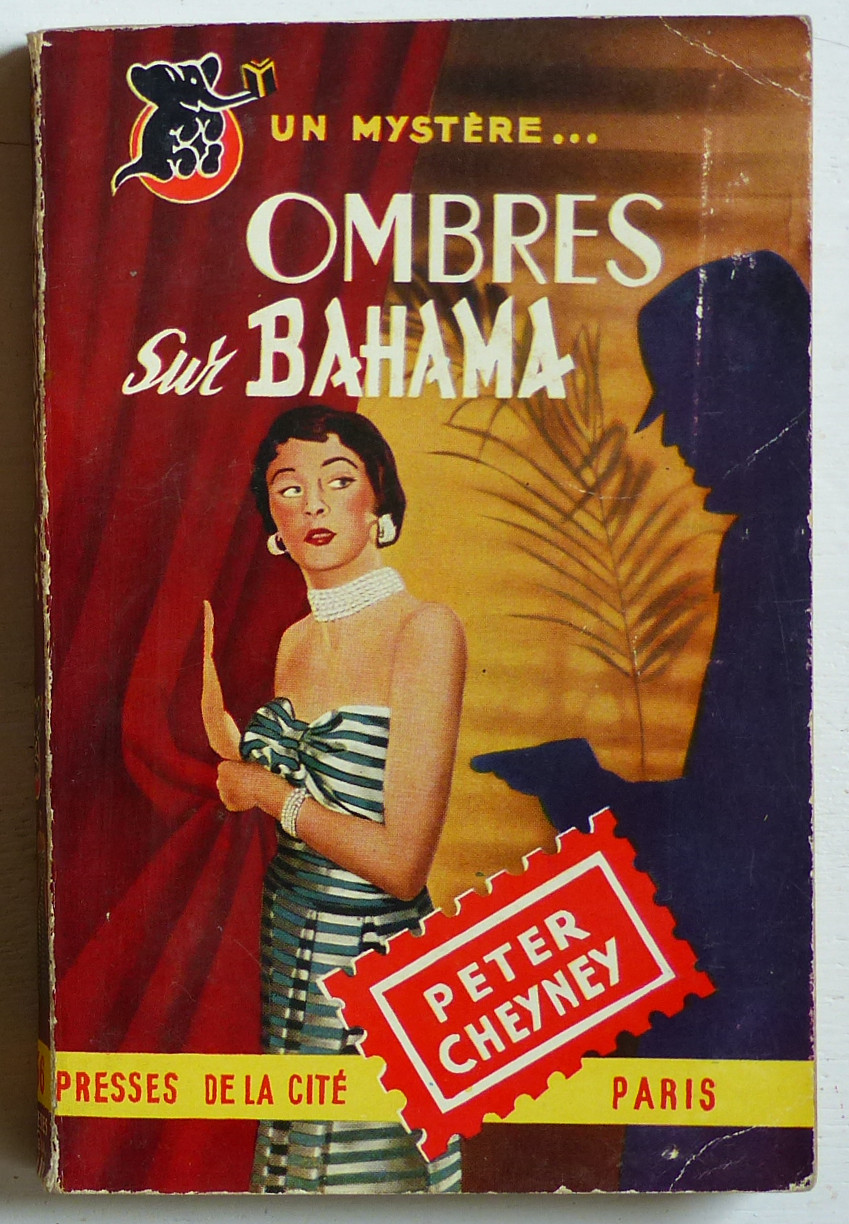 UN MYSTÈRE...
OMBRES
sur BAHAMA
PETER
CHEYNEY
PRESSES DE LA CITÉ
PARIS